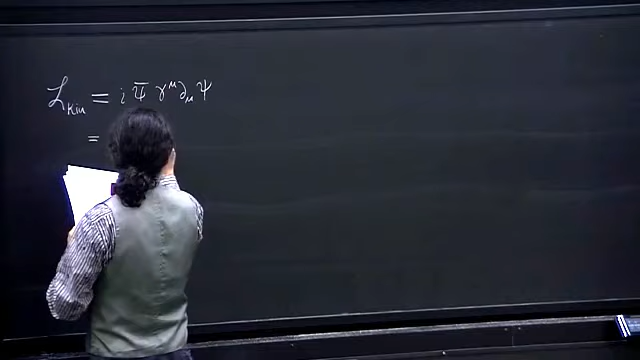 ℒ_Kin = i Ψ̄ γ^μ ∂_μ Ψ
=